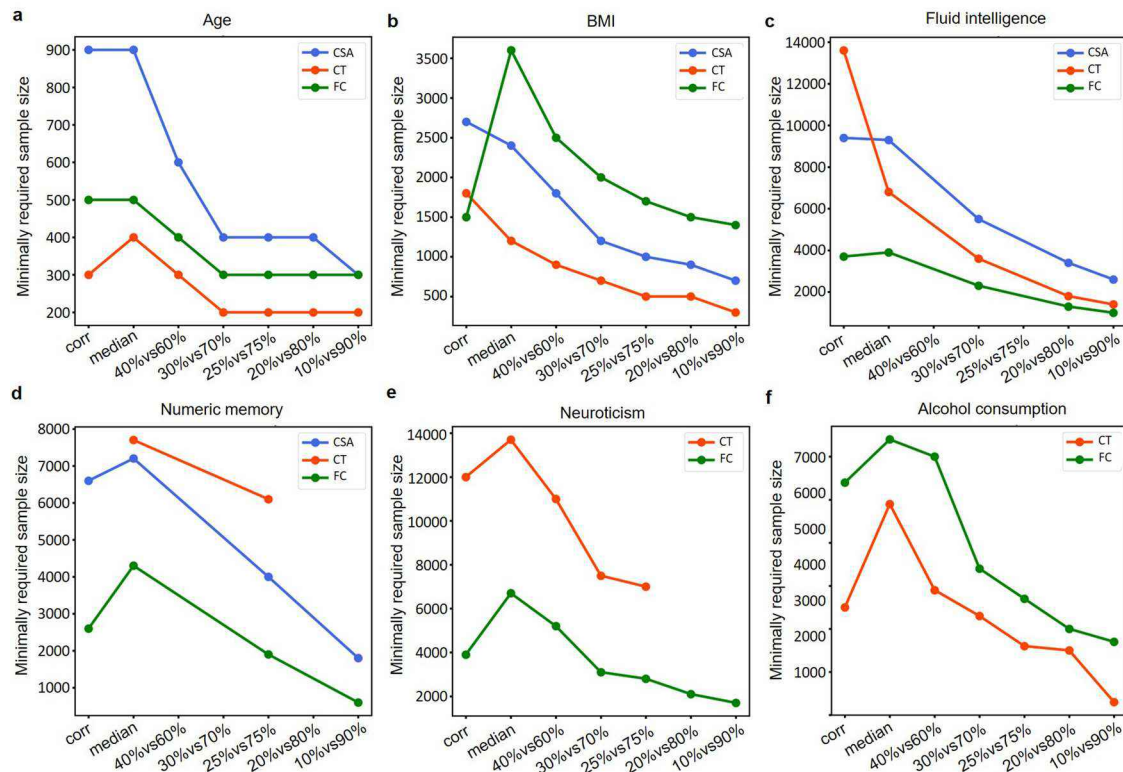 a
Age
Minimally required sample size
900
800
700
600
500
400
300
200
CSA
CT
FC
corr
median
40%vs60%
30%vs70%
25%vs75%
20%vs80%
10%vs90%
b
BMI
Minimally required sample size
3500
3000
2500
2000
1500
1000
500
CSA
CT
FC
corr
median
40%vs60%
30%vs70%
25%vs75%
20%vs80%
10%vs90%
c
Fluid intelligence
Minimally required sample size
14000
12000
10000
8000
6000
4000
2000
CSA
CT
FC
corr
median
40%vs60%
30%vs70%
25%vs75%
20%vs80%
10%vs90%
d
Numeric memory
Minimally required sample size
8000
7000
6000
5000
4000
3000
2000
1000
CSA
CT
FC
corr
median
40%vs60%
30%vs70%
25%vs75%
20%vs80%
10%vs90%
e
Neuroticism
Minimally required sample size
14000
12000
10000
8000
6000
4000
2000
CT
FC
corr
median
40%vs60%
30%vs70%
25%vs75%
20%vs80%
10%vs90%
f
Alcohol consumption
Minimally required sample size
7000
6000
5000
4000
3000
2000
1000
CT
FC
corr
median
40%vs60%
30%vs70%
25%vs75%
20%vs80%
10%vs90%